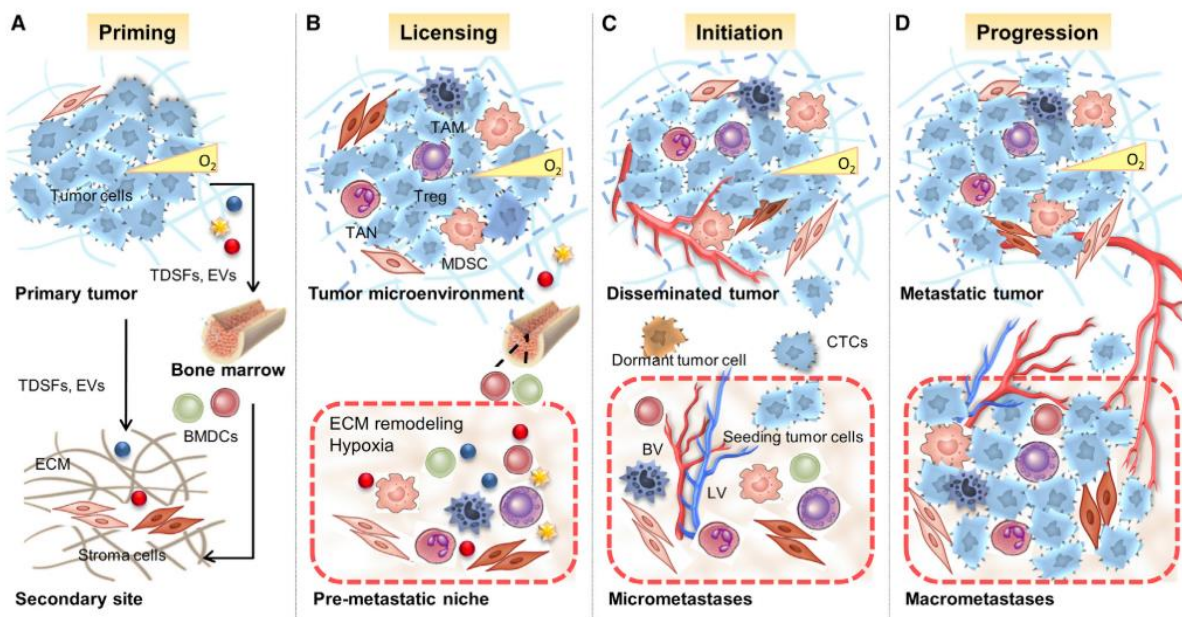 A
Priming
O2
Tumor cells
TDSFs, EVs
Primary tumor
Bone marrow
TDSFs, EVs
BMDCs
ECM
Stroma cells
Secondary site
B
Licensing
TAM
O2
Treg
TAN
MDSC
Tumor microenvironment
ECM remodeling
Hypoxia
Pre-metastatic niche
C
Initiation
O2
Disseminated tumor
CTCs
Dormant tumor cell
Seeding tumor cells
BV
LV
Micrometastases
D
Progression
O2
Metastatic tumor
Macrometastases